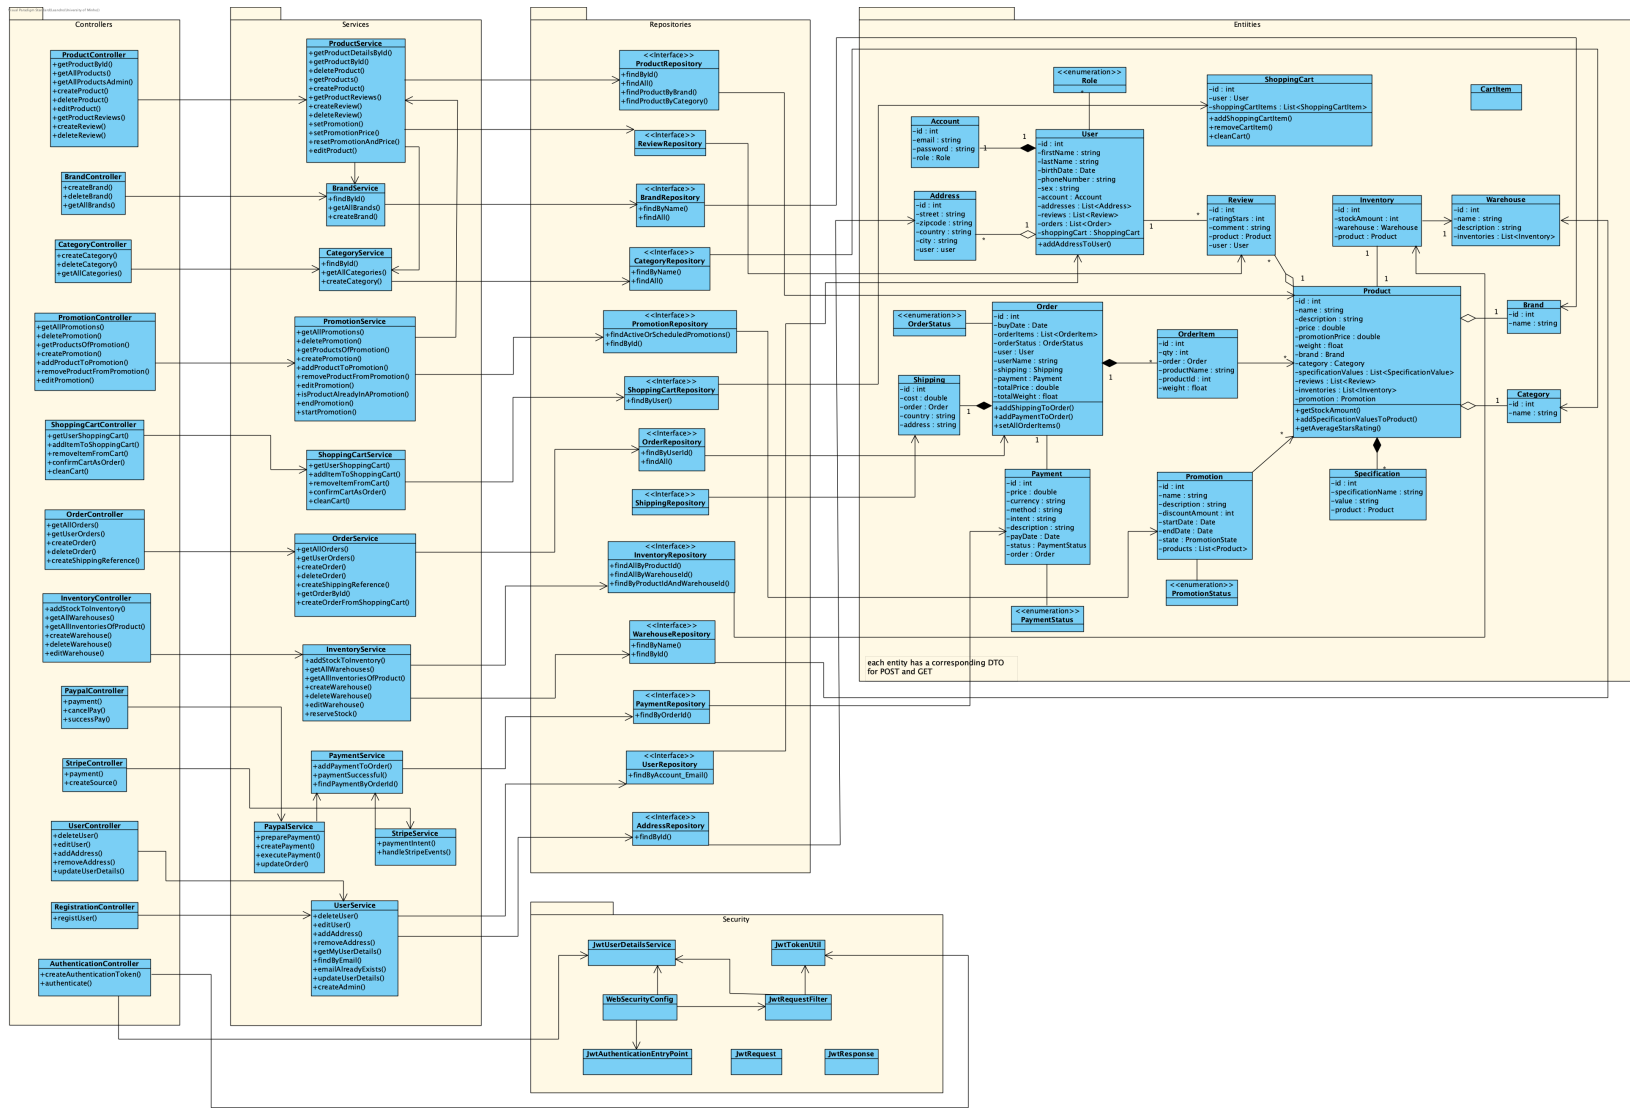 Visual Paradigm Standard(
Controllers
ProductController
+getProductById()
+getAllProducts()
+getAllProductsAdmin()
+createProduct()
+deleteProduct()
+editProduct()
+getProductReviews()
+createReview()
+deleteReview()
BrandController
+createBrand()
+deleteBrand()
+getAllBrands()
CategoryController
+createCategory()
+deleteCategory()
+getAllCategories()
PromotionController
+getAllPromotions()
+deletePromotion()
+getProductsOfPromotion()
+createPromotion()
+addProductToPromotion()
+removeProductFromPromotion()
+editPromotion()
ShoppingCartController
+getUserShoppingCart()
+addItemToShoppingCart()
+removeItemFromCart()
+confirmCartAsOrder()
+cleanCart()
OrderController
+getAllOrders()
+getUserOrders()
+createOrder()
+deleteOrder()
+createShippingReference()
InventoryController
+addStockToInventory()
+getAllWarehouses()
+getAllInventoriesOfProduct()
+createWarehouse()
+deleteWarehouse()
+editWarehouse()
PaypalController
+payment()
+cancelPay()
+successPay()
StripeController
+payment()
+createSource()
UserController
+deleteUser()
+editUser()
+addAddress()
+removeAddress()
+updateUserDetails()
RegistrationController
+registUser()
AuthenticationController
+createAuthenticationToken()
+authenticate()
Services
ProductService
+getProductDetailsById()
+getProductById()
+deleteProduct()
+getProducts()
+createProduct()
+getProductReviews()
+createReview()
+deleteReview()
+setPromotion()
+setPromotionPrice()
+resetPromotionAndPrice()
+editProduct()
BrandService
+findById()
+getAllBrands()
+createBrand()
CategoryService
+findById()
+getAllCategories()
+createCategory()
PromotionService
+getAllPromotions()
+deletePromotion()
+getProductsOfPromotion()
+createPromotion()
+addProductToPromotion()
+removeProductFromPromotion()
+editPromotion()
+isProductAlreadyInAPromotion()
+endPromotion()
+startPromotion()
ShoppingCartService
+getUserShoppingCart()
+addItemToShoppingCart()
+removeItemFromCart()
+confirmCartAsOrder()
+cleanCart()
OrderService
+getAllOrders()
+getUserOrders()
+createOrder()
+deleteOrder()
+createShippingReference()
+getOrderById()
+createOrderFromShoppingCart()
InventoryService
+addStockToInventory()
+getAllWarehouses()
+getAllInventoriesOfProduct()
+createWarehouse()
+deleteWarehouse()
+editWarehouse()
+reserveStock()
PaymentService
+addPaymentToOrder()
+paymentSuccessful()
+findPaymentByOrderId()
PaypalService
+preparePayment()
+createPayment()
+executePayment()
+updateOrder()
StripeService
+paymentIntent()
+handleStripeEvents()
UserService
+deleteUser()
+editUser()
+addAddress()
+removeAddress()
+getMyUserDetails()
+findByEmail()
+emailAlreadyExists()
+updateUserDetails()
+createAdmin()
Repositories
<<Interface>>
ProductRepository
+findById()
+findAll()
+findProductByBrand()
+findProductByCategory()
<<Interface>>
ReviewRepository
<<Interface>>
BrandRepository
+findByName()
+findAll()
<<Interface>>
CategoryRepository
+findByName()
+findAll()
<<Interface>>
PromotionRepository
+findActiveOrScheduledPromotions()
+findById()
<<Interface>>
ShoppingCartRepository
+findByUser()
<<Interface>>
OrderRepository
+findByUserId()
+findAll()
<<Interface>>
ShippingRepository
<<Interface>>
InventoryRepository
+findAllByProductId()
+findAllByWarehouseId()
+findByProductIdAndWarehouseId()
<<Interface>>
WarehouseRepository
+findByName()
+findById()
<<Interface>>
PaymentRepository
+findByOrderId()
<<Interface>>
UserRepository
+findByAccount_Email()
<<Interface>>
AddressRepository
+findById()
Entiities
<<enumeration>>
Role
*
ShoppingCart
-id : int
-user : User
-shoppingCartItems : List<ShoppingCartItem>
+addShoppingCartItem()
+removeCartItem()
+cleanCart()
CartItem
Account
-id : int
-email : string
-password : string
-role : Role
1
1
User
-id : int
-firstName : string
-lastName : string
-birthDate : Date
-phoneNumber : string
-sex : string
-account : Account
-addresses : List<Address>
-reviews : List<Review>
-orders : List<Order>
-shoppingCart : ShoppingCart
+addAddressToUser()
Address
-id : int
-street : string
-zipcode : string
-country : string
-city : string
-user : user
1
*
1
*
Review
-id : int
-ratingStars : int
-comment : string
-product : Product
-user : User
*
1
Inventory
-id : int
-stockAmount : Int
-warehouse : Warehouse
-product : Product
1
1
1
Warehouse
-id : int
-name : string
-description : string
-inventories : List<Inventory>
Product
-id : int
-name : string
-description : string
-price : double
-promotionPrice : double
-weight : float
-brand : Brand
-category : Category
-specificationValues : List<SpecificationValue>
-reviews : List<Review>
-inventories : List<Inventory>
-promotion : Promotion
+getStockAmount()
+addSpecificationValuesToProduct()
+getAverageStarsRating()
1
Brand
-id : int
-name : string
1
Category
-id : int
-name : string
<<enumeration>>
OrderStatus
Order
-id : int
-buyDate : Date
-orderItems : List<OrderItem>
-orderStatus : OrderStatus
-user : User
-userName : string
-shipping : Shipping
-payment : Payment
-totalPrice : double
-totalWeight : float
+addShippingToOrder()
+addPaymentToOrder()
+setAllOrderItems()
1
*
OrderItem
-id : int
-qty : int
-order : Order
-productName : string
-productId : int
-weight : float
*
Shipping
-id : int
-cost : double
-order : Order
-country : string
-address : string
1
1
Payment
-id : int
-price : double
-currency : string
-method : string
-intent : string
-description : string
-payDate : Date
-status : PaymentStatus
-order : Order
<<enumeration>>
PaymentStatus
*
Promotion
-id : int
-name : string
-description : string
-discountAmount : int
-startDate : Date
-endDate : Date
-state : PromotionState
-products : List<Product>
<<enumeration>>
PromotionStatus
*
Specification
-id : int
-specificationName : string
-value : string
-product : Product
each entity has a corresponding DTO
for POST and GET
Security
JwtUserDetailsService
JwtTokenUtil
WebSecurityConfig
JwtRequestFilter
JwtAuthenticationEntryPoint
JwtRequest
JwtResponse